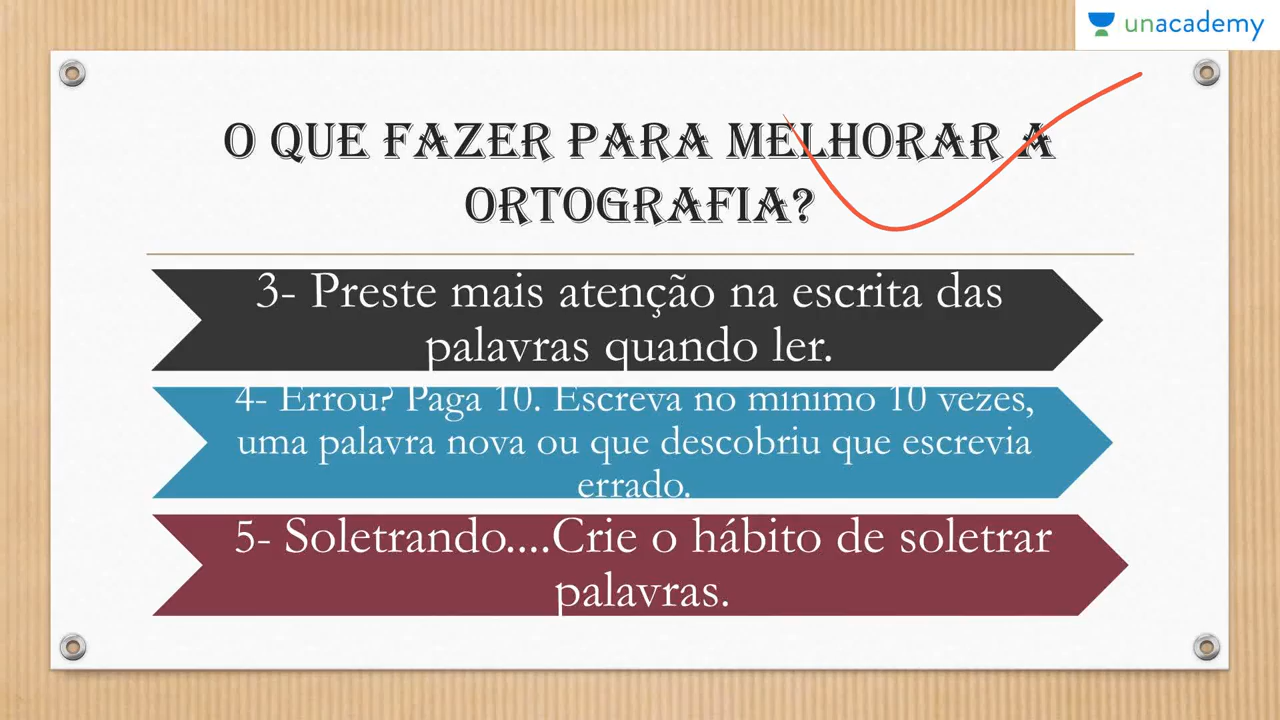 unacademy
O QUE FAZER PARA MELHORAR A
ORTOGRAFIA?
3- Preste mais atenção na escrita das
palavras quando ler.
4- Errou? Paga 10. Escreva no mínimo 10 vezes,
uma palavra nova ou que descobriu que escrevia
errado.
5- Soletrando....Crie o hábito de soletrar
palavras.